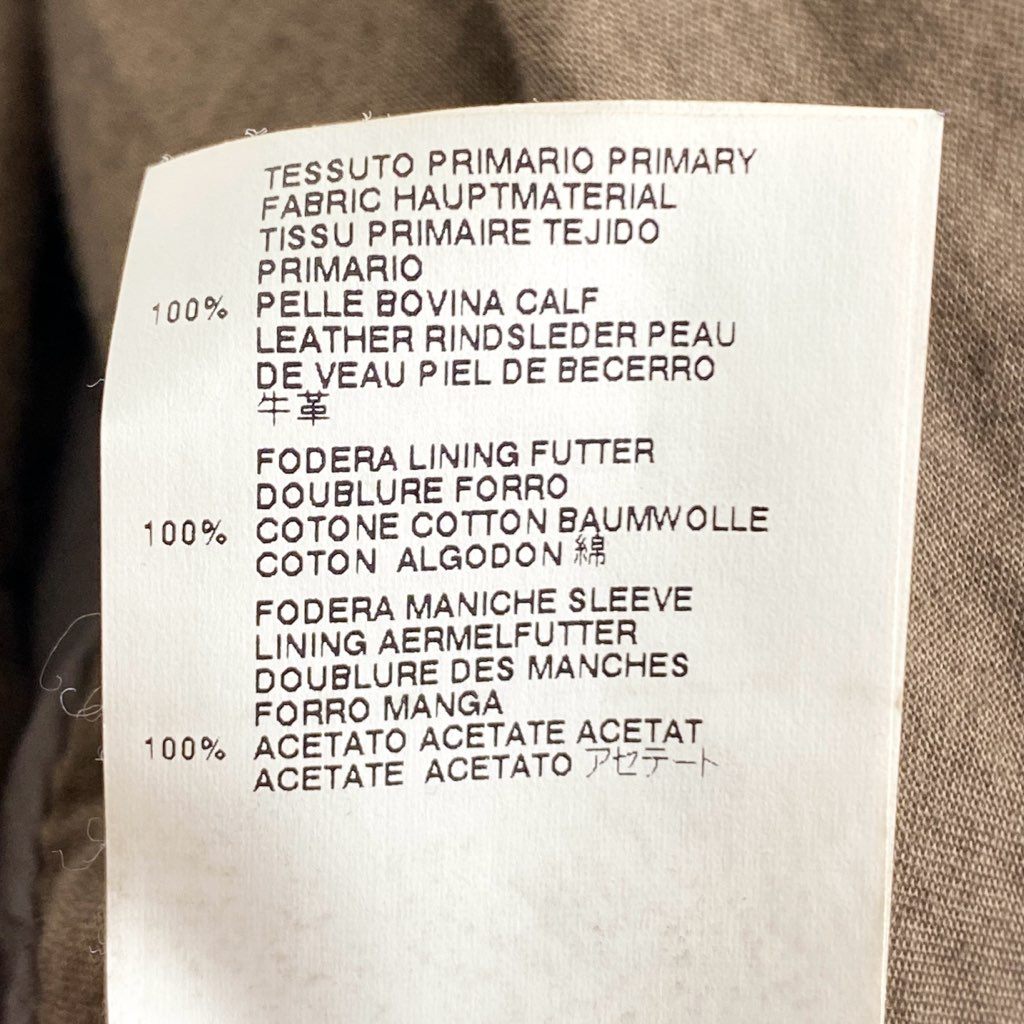 TESSUTO PRIMARIO PRIMARY
FABRIC HAUPTMATERIAL
TISSU PRIMAIRE TEJIDO
PRIMARIO
100% PELLE BOVINA CALF
LEATHER RINDSLEDER PEAU
DE VEAU PIEL DE BECERRO
牛革
FODERA LINING FUTTER
DOUBLURE FORRO
100% COTONE COTTON BAUMWOLLE
COTON ALGODON 綿
FODERA MANICHE SLEEVE
LINING AERMELFUTTER
DOUBLURE DES MANCHES
FORRO MANGA
100% ACETATO ACETATE ACETAT
ACETATE ACETATO アセテート